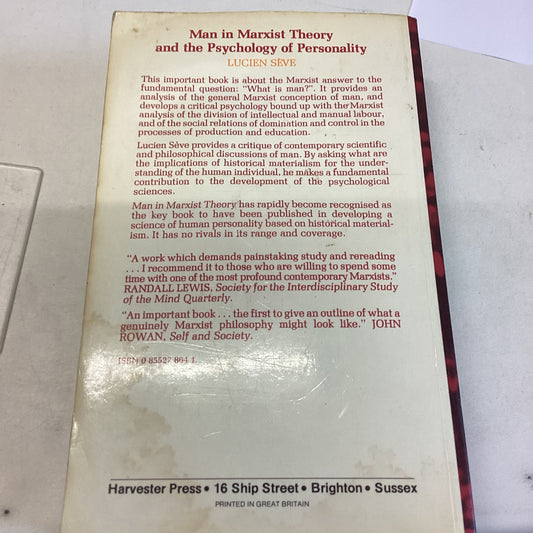 Man in Marxist Theory
and the Psychology of Personality
LUCIEN SÈVE
This important book is about the Marxist answer to the
fundamental question: "What is man?". It provides an
analysis of the general Marxist conception of man, and
develops a critical psychology bound up with the Marxist
analysis of the division of intellectual and manual labour,
and of the social relations of domination and control in the
processes of production and education.
Lucien Sève provides a critique of contemporary scientific
and philosophical discussions of man. By asking what are
the implications of historical materialism for the under-
standing of the human individual, he makes a fundamental
contribution to the development of the psychological
sciences.
Man in Marxist Theory has rapidly become recognised as
the key book to have been published in developing a
science of human personality based on historical material-
ism. It has no rivals in its range and coverage.
"A work which demands painstaking study and rereading
. . . I recommend it to those who are willing to spend some
time with one of the most profound contemporary Marxists."
RANDALL LEWIS, Society for the Interdisciplinary Study
of the Mind Quarterly.
"An important book . . . the first to give an outline of what a
genuinely Marxist philosophy might look like." JOHN
ROWAN, Self and Society.
ISBN 0 85527 864 1
Harvester Press • 16 Ship Street • Brighton • Sussex
PRINTED IN GREAT BRITAIN